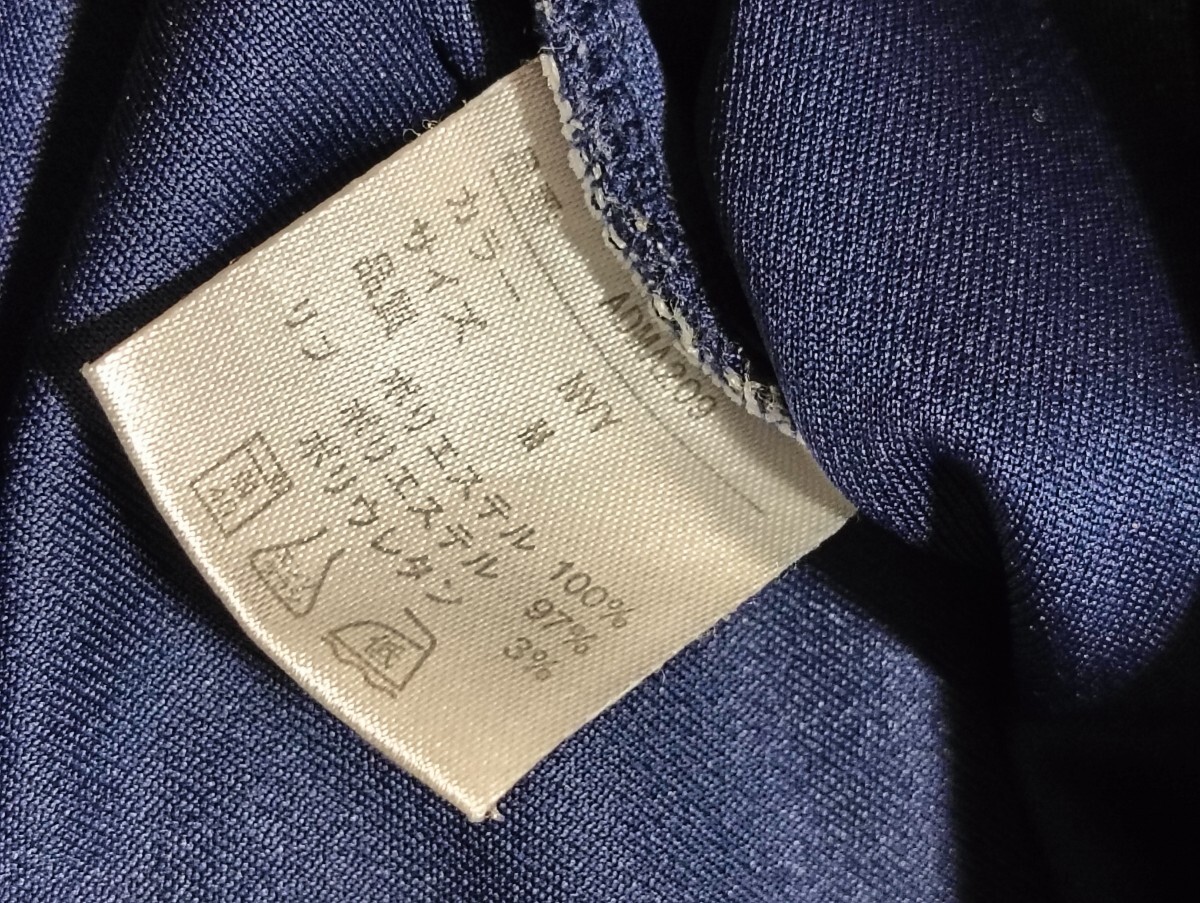 カラー NVY
サイズ M
品質 ポリエステル 100%
リブ ポリエステル 97%
ポリウレタン 3%
低